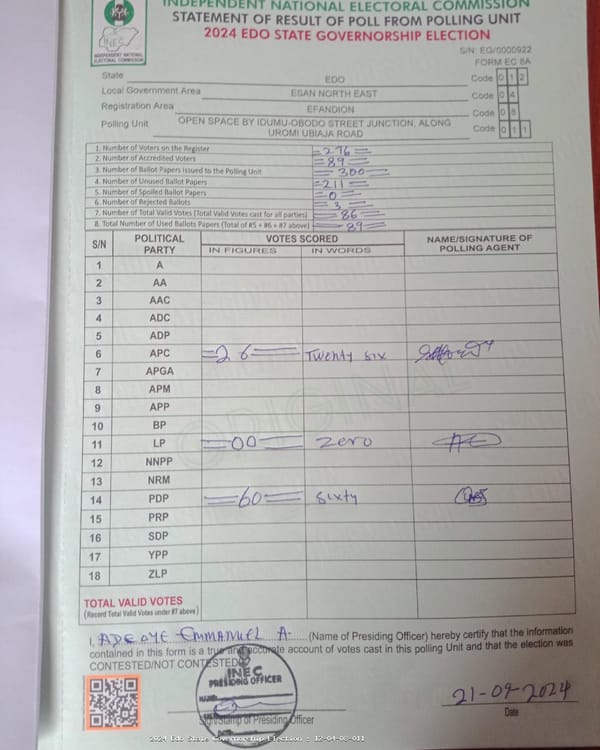 INDEPENDENT NATIONAL ELECTORAL COMMISSION
STATEMENT OF RESULT OF POLL FROM POLLING UNIT
2024 EDO STATE GOVERNORSHIP ELECTION
INEC
INDEPENDENT NATIONAL ELECTORAL COMMISSION
S/N: EG/0000922
FORM EC 8A
State EDO Code 0 1 2
Local Government Area ESAN NORTH EAST Code 0 4
Registration Area EFANDION Code 0 8
Polling Unit OPEN SPACE BY IDUMU-OBODO STREET JUNCTION, ALONG UROMI UBIAJA ROAD Code 0 1 1
1. Number of Voters on the Register =276=
2. Number of Accredited Voters =89=
3. Number of Ballot Papers Issued to the Polling Unit =300=
4. Number of Unused Ballot Papers =211=
5. Number of Spoiled Ballot Papers =0=
6. Number of Rejected Ballots =3=
7. Number of Total Valid Votes (Total Valid Votes cast for all parties) =86=
8. Total Number of Used Ballots Papers (Total of #5 + #6 + #7 above) =89=
S/N POLITICAL PARTY VOTES SCORED NAME/SIGNATURE OF POLLING AGENT
IN FIGURES IN WORDS
1 A
2 AA
3 AAC
4 ADC
5 ADP
6 APC =26= Twenty six
7 APGA
8 APM
9 APP
10 BP
11 LP =00= Zero
12 NNPP
13 NRM
14 PDP =60= Sixty
15 PRP
16 SDP
17 YPP
18 ZLP
ORIGINAL
TOTAL VALID VOTES
(Record Total Valid Votes under #7 above)
I, ADEOYE EMMANUEL A. (Name of Presiding Officer) hereby certify that the information
contained in this form is a true and accurate account of votes cast in this polling Unit and that the election was
CONTESTED/NOT CONTESTED
INEC
PRESIDING OFFICER
NAME
Sign/Stamp of Presiding Officer
Date
21-09-2024
Date
2024 Edo State Governorship Election - 12-04-08-011